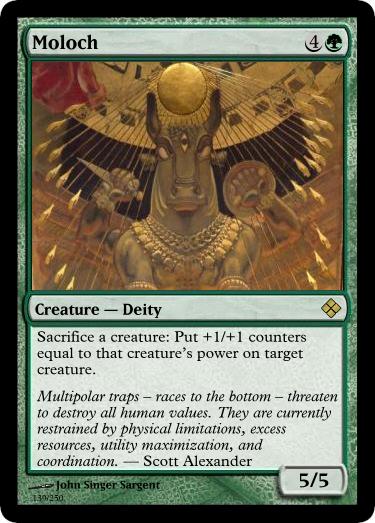 Moloch 4
Creature — Deity
Sacrifice a creature: Put +1/+1 counters
equal to that creature's power on target
creature.
Multipolar traps – races to the bottom – threaten
to destroy all human values. They are currently
restrained by physical limitations, excess
resources, utility maximization, and
coordination. — Scott Alexander
5/5
John Singer Sargent
139/250